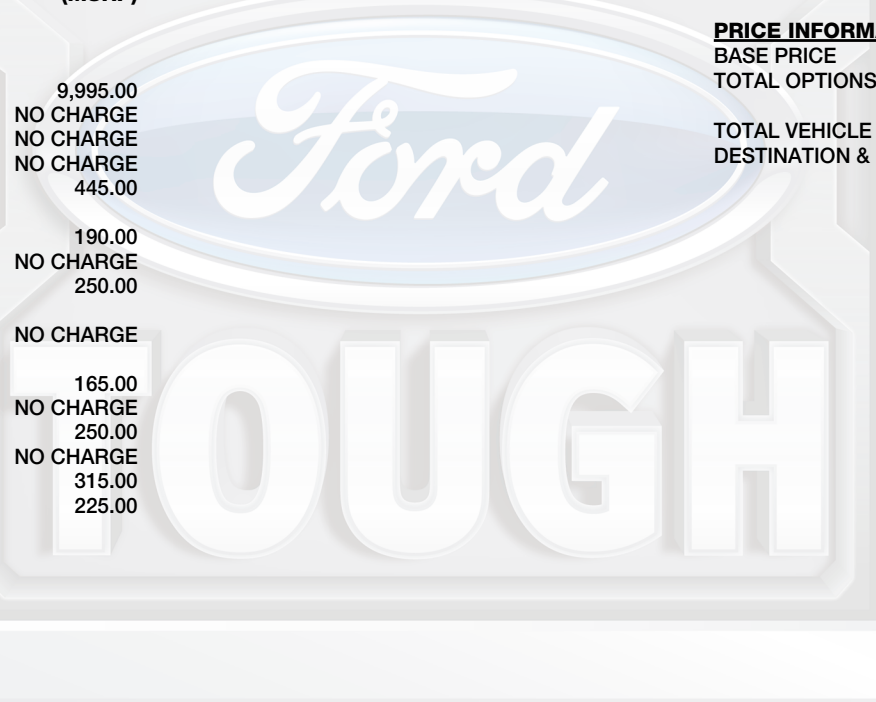 9,995.00
NO CHARGE
NO CHARGE
NO CHARGE
445.00
190.00
NO CHARGE
250.00
NO CHARGE
165.00
NO CHARGE
250.00
NO CHARGE
315.00
225.00
PRICE INFORM
BASE PRICE
TOTAL OPTIONS
TOTAL VEHICLE
DESTINATION &
Ford
TOUGH